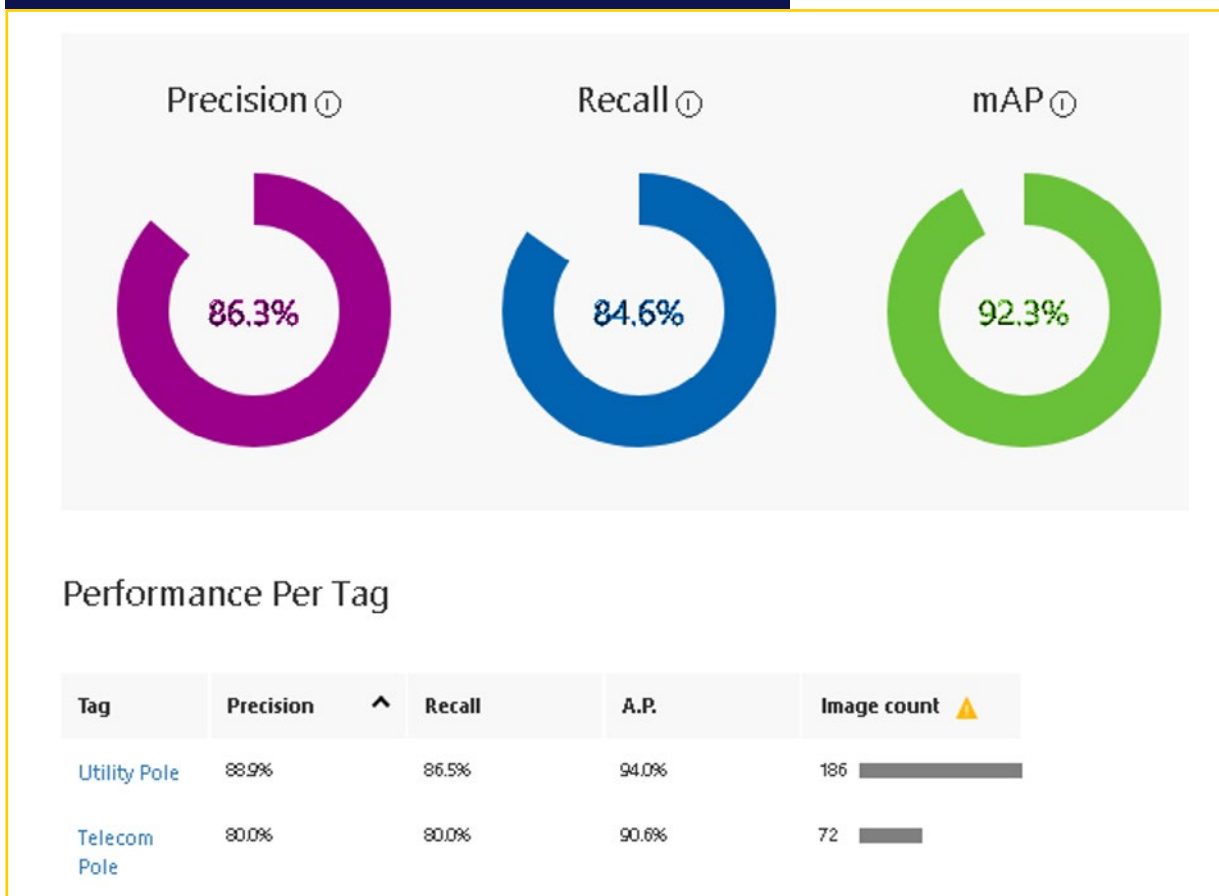 Precision Recall mAP
86.3% 84.6% 92.3%
Performance Per Tag
Tag Precision Recall A.P. Image count
Utility Pole 88.9% 86.5% 94.0% 186
Telecom 80.0% 80.0% 90.6% 72
Pole